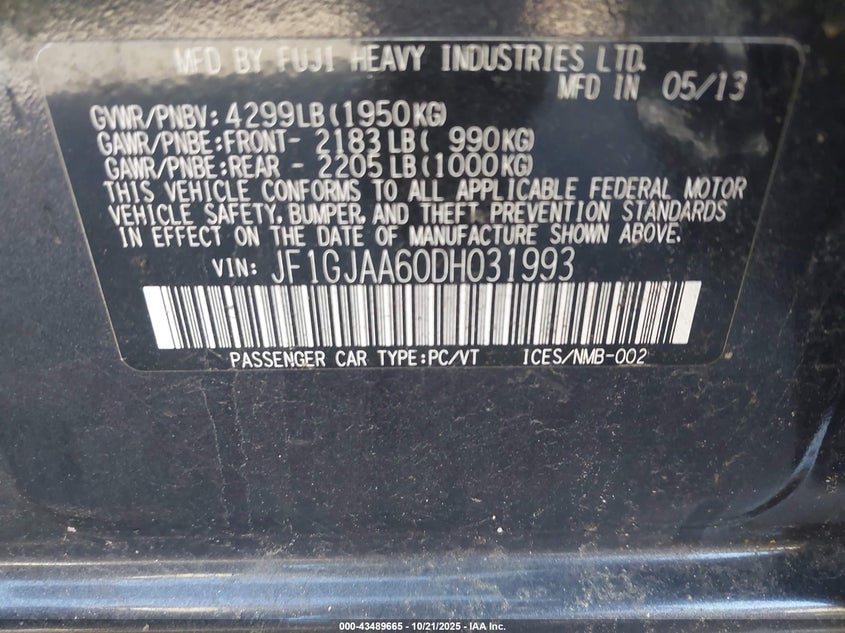 MFD BY FUJI HEAVY INDUSTRIES LTD.
MFD IN 05/13
GVWR/PNBV: 4299LB(1950KG)
GAWR/PNBE:FRONT- 2183LB( 990KG)
GAWR/PNBE:REAR - 2205LB(1000KG)
THIS VEHICLE CONFORMS TO ALL APPLICABLE FEDERAL MOTOR
VEHICLE SAFETY, BUMPER, AND THEFT PREVENTION STANDARDS
IN EFFECT ON THE DATE OF MANUFACTURE SHOWN ABOVE.
VIN: JF1GJAA60DH031993
PASSENGER CAR TYPE:PC/VT ICES/NMB-002
000-43489665 - 10/21/2025 - IAA Inc.